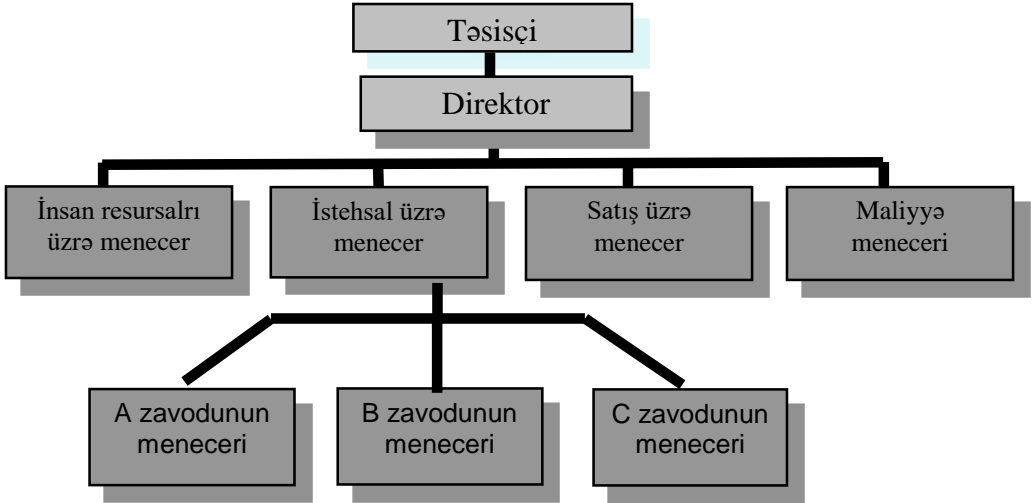 Təsisçi
Direktor
İnsan resursalrı
üzrə menecer
İstehsal üzrə
menecer
Satış üzrə
menecer
Maliyyə
meneceri
A zavodunun
meneceri
B zavodunun
meneceri
C zavodunun
meneceri